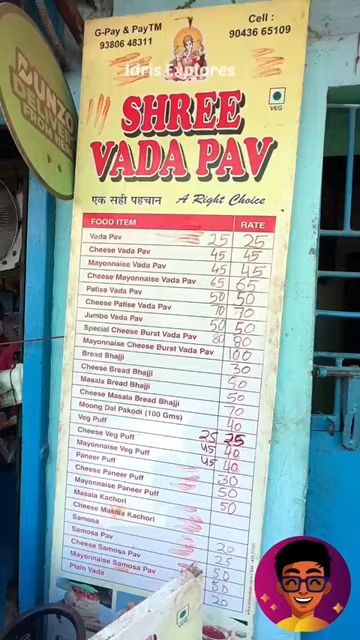 G-Pay & PayTM
93806 48311
Cell :
90436 65109
Idris Explores
VEG
SHREE
VADA PAV
एक सही पहचान A Right Choice
FOOD ITEM RATE
Vada Pav 25 25
Cheese Vada Pav 45 45
Mayonnaise Vada Pav 45 45
Cheese Mayonnaise Vada Pav 65 65
Patise Vada Pav 50 50
Cheese Patise Vada Pav 70 70
Jumbo Vada Pav 50 50
Special Cheese Burst Vada Pav 80 80
Mayonnaise Cheese Burst Vada Pav 100
Bread Bhajji 30
Cheese Bread Bhajji 50
Masala Bread Bhajji 50
Cheese Masala Bread Bhajji 70
Moong Dal Pakodi (100 Gms) 40
Veg Puff 25 25
Cheese Veg Puff 45 40
Mayonnaise Veg Puff 45 40
Paneer Puff 30
Cheese Paneer Puff 50
Mayonnaise Paneer Puff 50
Masala Kachori
Cheese Masala Kachori
Samosa 20
Samosa Pav 35
Cheese Samosa Pav 50
Mayonnaise Samosa Pav 50
Plain Vada 20
FROM HERE